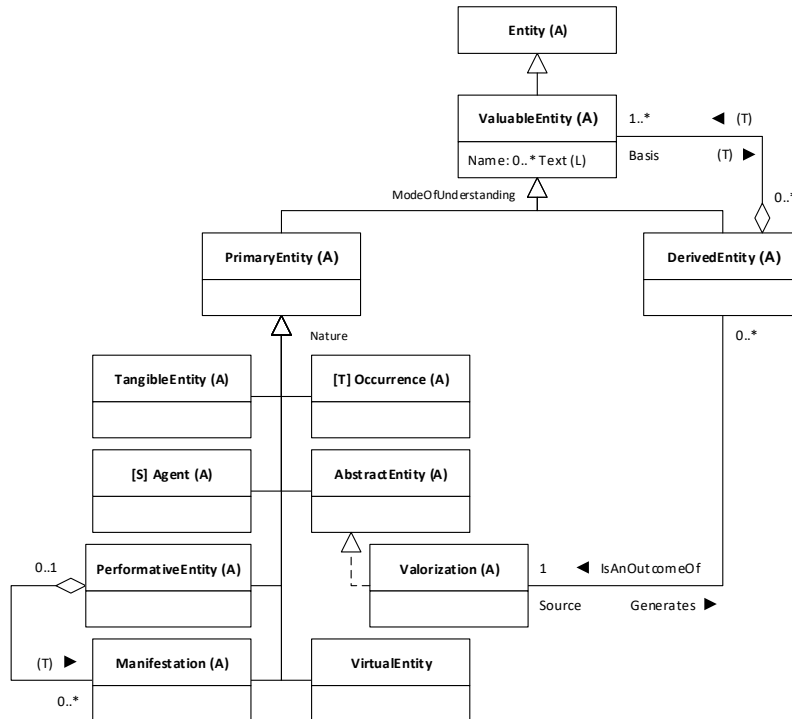 Entity (A)
ValuableEntity (A)
Name: 0..* Text (L)
1..* ◄ (T)
Basis (T) ►
0..*
ModeOfUnderstanding
PrimaryEntity (A)
DerivedEntity (A)
0..*
Nature
TangibleEntity (A)
[T] Occurrence (A)
[S] Agent (A)
AbstractEntity (A)
0..1
PerformativeEntity (A)
Valorization (A)
1 ◄ IsAnOutcomeOf
Source Generates ►
(T) ►
0..*
Manifestation (A)
VirtualEntity